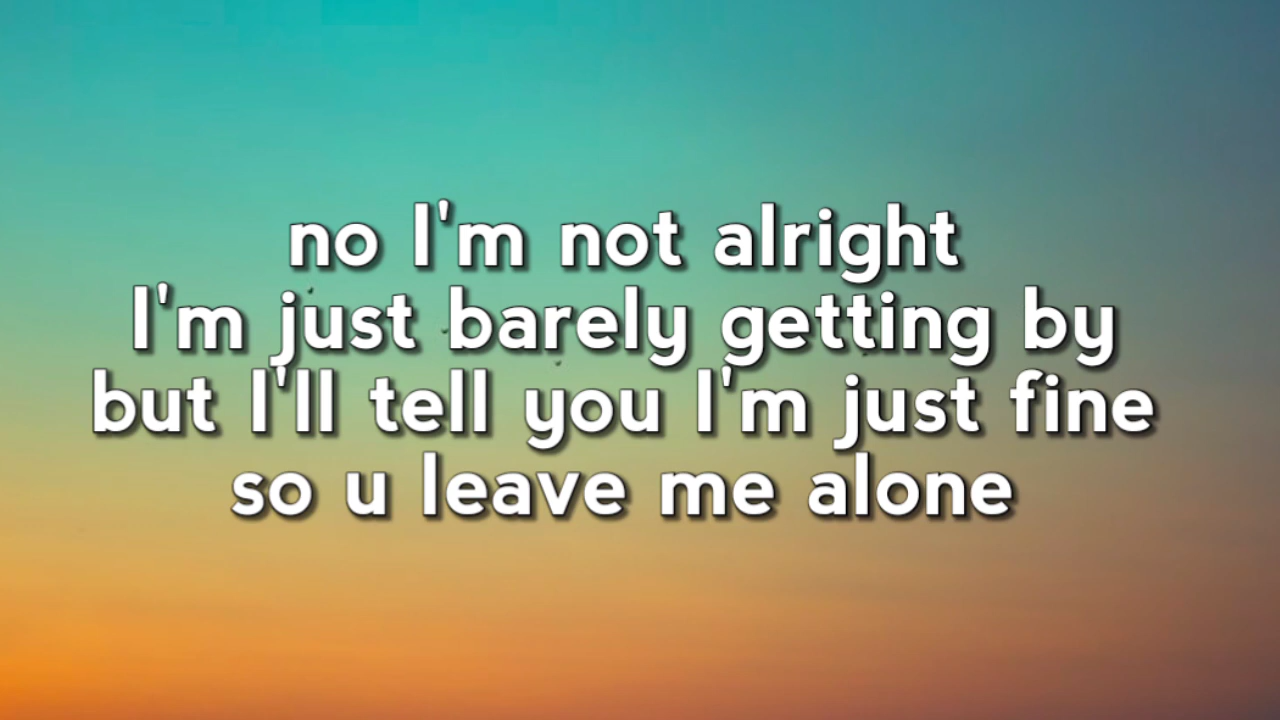 no I'm not alright
I'm just barely getting by
but I'll tell you I'm just fine
so u leave me alone